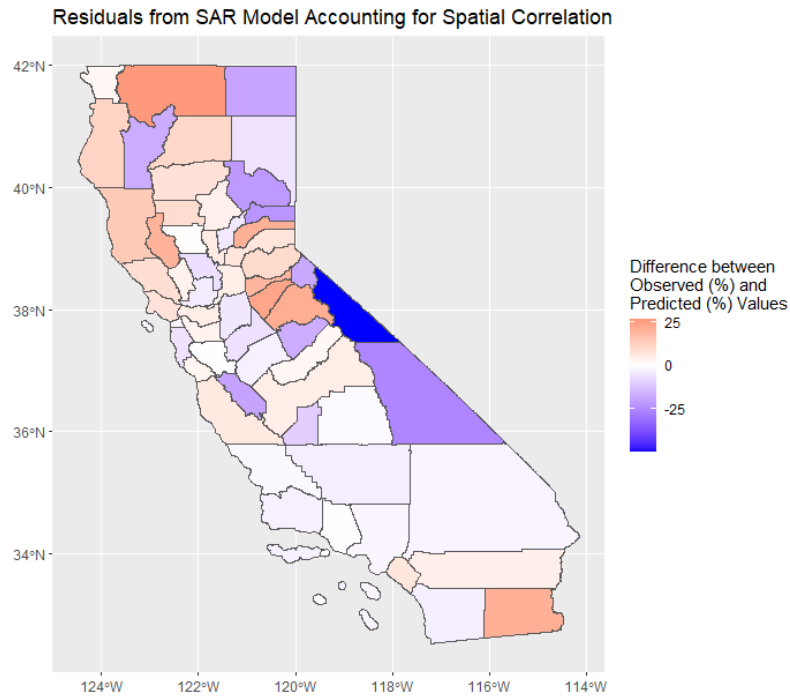 Residuals from SAR Model Accounting for Spatial Correlation
42°N
40°N
38°N
36°N
34°N
124°W
122°W
120°W
118°W
116°W
114°W
Difference between
Observed (%) and
Predicted (%) Values
25
0
-25